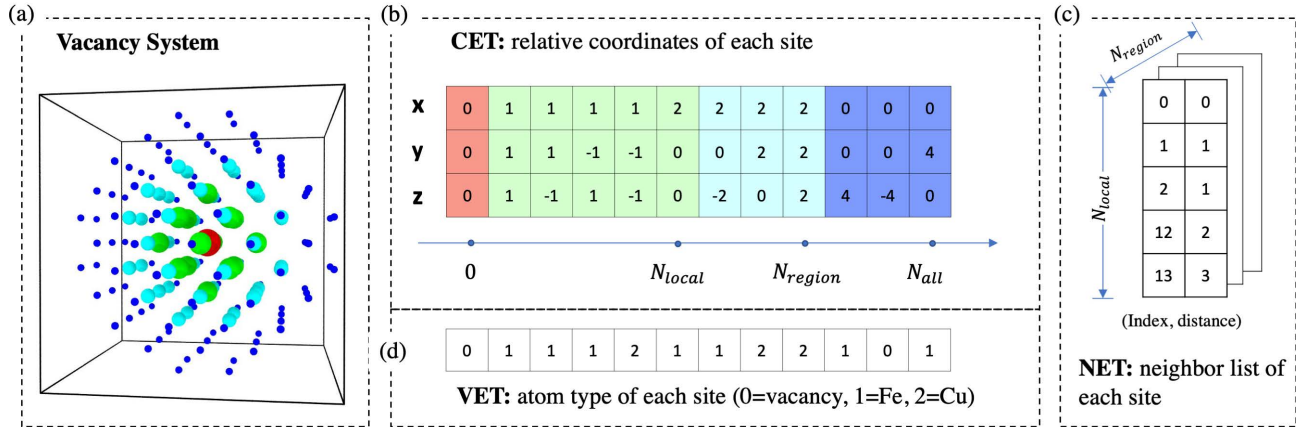 (a)
Vacancy System
(b)
CET: relative coordinates of each site
x 0 1 1 1 1 2 2 2 2 0 0 0
y 0 1 1 -1 -1 0 0 2 2 0 0 4
z 0 1 -1 1 -1 0 -2 0 2 4 -4 0
0 N_local N_region N_all
(d)
0 1 1 1 2 1 1 2 2 1 0 1
VET: atom type of each site (0=vacancy, 1=Fe, 2=Cu)
(c)
N_region
N_local
0 0
1 1
2 1
12 2
13 3
(Index, distance)
NET: neighbor list of
each site